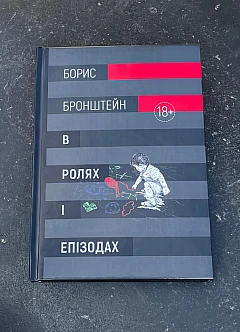 БОРИС
БРОНШТЕЙН
18+
В
РОЛЯХ
І
ЕПІЗОДАХ